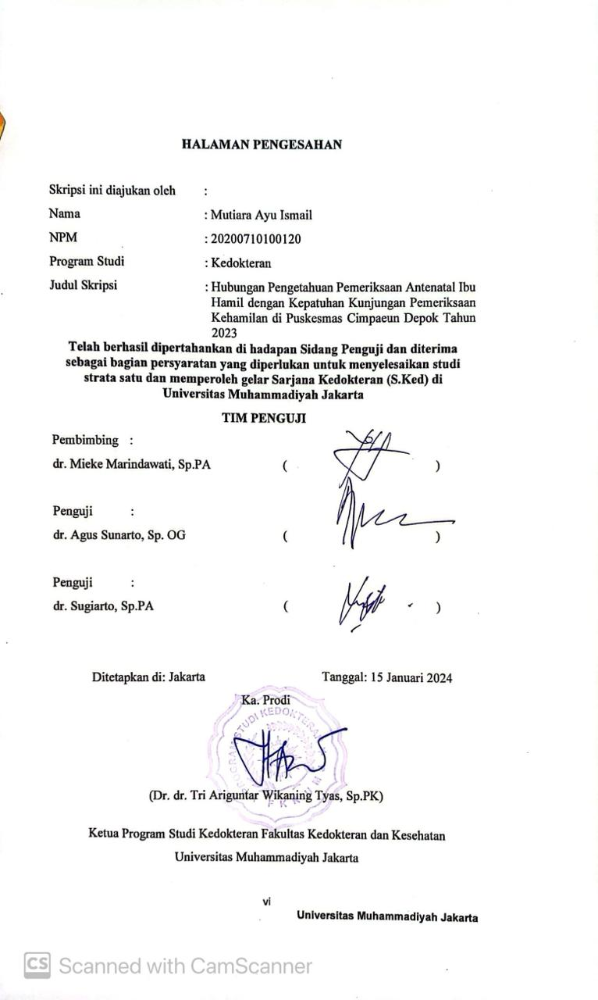 HALAMAN PENGESAHAN
Skripsi ini diajukan oleh :
Nama : Mutiara Ayu Ismail
NPM : 20200710100120
Program Studi : Kedokteran
Judul Skripsi : Hubungan Pengetahuan Pemeriksaan Antenatal Ibu
Hamil dengan Kepatuhan Kunjungan Pemeriksaan
Kehamilan di Puskesmas Cimpaeun Depok Tahun
2023
Telah berhasil dipertahankan di hadapan Sidang Penguji dan diterima
sebagai bagian persyaratan yang diperlukan untuk menyelesaikan studi
strata satu dan memperoleh gelar Sarjana Kedokteran (S.Ked) di
Universitas Muhammadiyah Jakarta
TIM PENGUJI
Pembimbing :
dr. Mieke Marindawati, Sp.PA ( )
Penguji :
dr. Agus Sunarto, Sp. OG ( )
Penguji :
dr. Sugiarto, Sp.PA ( )
Ditetapkan di: Jakarta Tanggal: 15 Januari 2024
Ka. Prodi
PROGRAM STUDI KEDOKTERAN
(Dr. dr. Tri Ariguntar Wikaning Tyas, Sp.PK)
Ketua Program Studi Kedokteran Fakultas Kedokteran dan Kesehatan
Universitas Muhammadiyah Jakarta
vi
Universitas Muhammadiyah Jakarta
CS Scanned with CamScanner